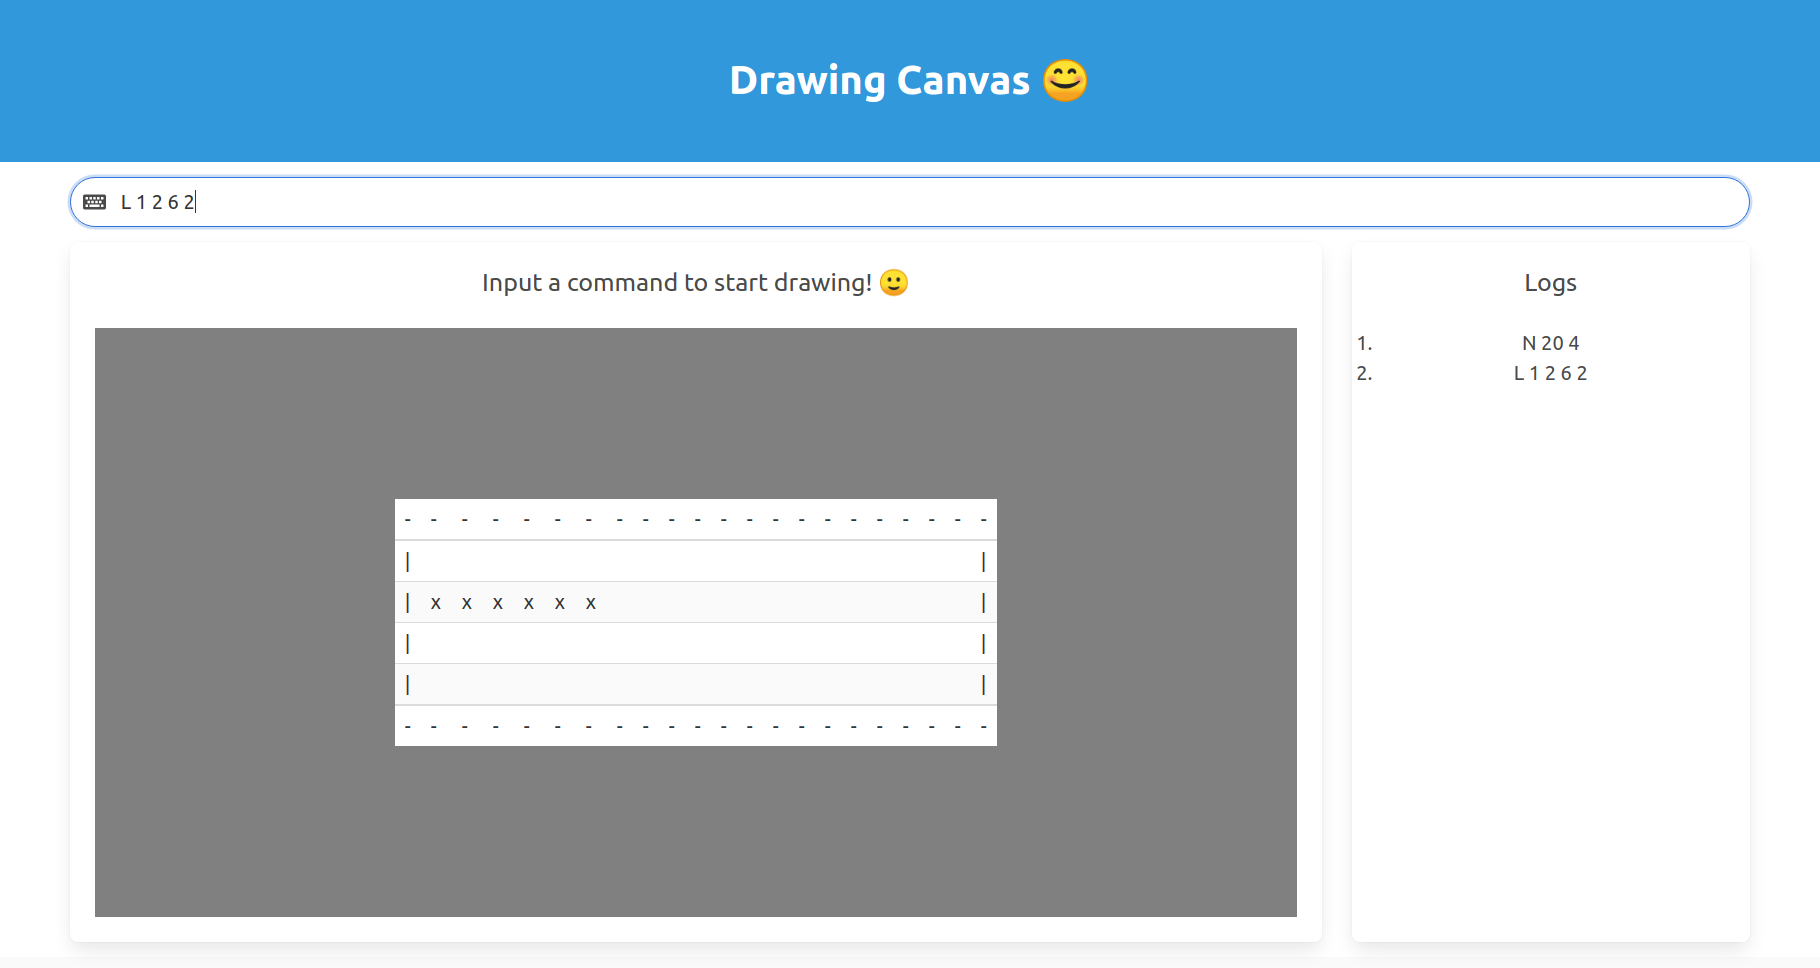 Drawing Canvas 😊
L 1 2 6 2
Input a command to start drawing! 🙂
- - - - - - - - - - - - - - - - - - - - - -
| |
| x x x x x x |
| |
| |
- - - - - - - - - - - - - - - - - - - - - -
Logs
1. N 20 4
2. L 1 2 6 2